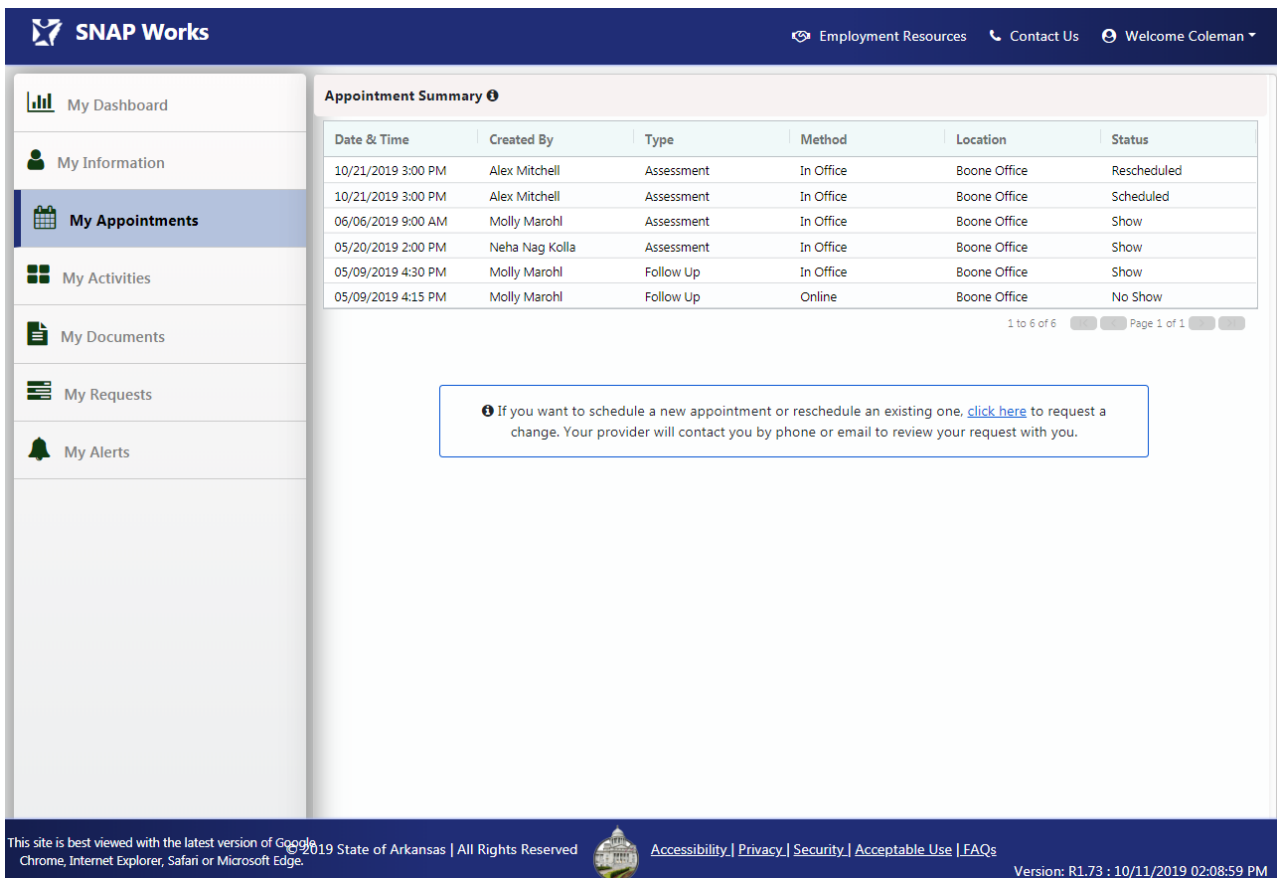 SNAP Works
Employment Resources Contact Us Welcome Coleman
My Dashboard
My Information
My Appointments
My Activities
My Documents
My Requests
My Alerts
Appointment Summary
Date & Time Created By Type Method Location Status
10/21/2019 3:00 PM Alex Mitchell Assessment In Office Boone Office Rescheduled
10/21/2019 3:00 PM Alex Mitchell Assessment In Office Boone Office Scheduled
06/06/2019 9:00 AM Molly Marohl Assessment In Office Boone Office Show
05/20/2019 2:00 PM Neha Nag Kolla Assessment In Office Boone Office Show
05/09/2019 4:30 PM Molly Marohl Follow Up In Office Boone Office Show
05/09/2019 4:15 PM Molly Marohl Follow Up Online Boone Office No Show
1 to 6 of 6 Page 1 of 1
If you want to schedule a new appointment or reschedule an existing one, click here to request a
change. Your provider will contact you by phone or email to review your request with you.
This site is best viewed with the latest version of Google
Chrome, Internet Explorer, Safari or Microsoft Edge.
© 2019 State of Arkansas | All Rights Reserved
Accessibility | Privacy | Security | Acceptable Use | FAQs
Version: R1.73 : 10/11/2019 02:08:59 PM